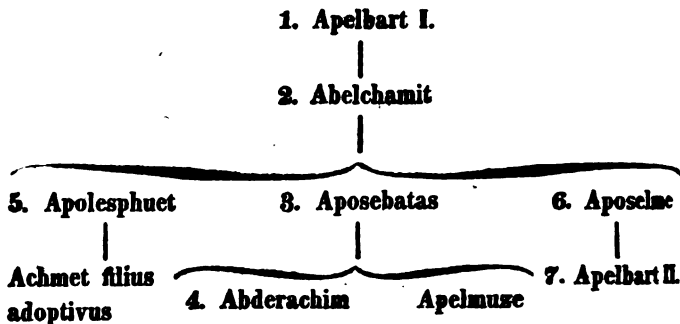 1. Apelbart I.
2. Abelchamit
5. Apolesphuet 3. Aposebatas 6. Aposelme
Achmet filius 4. Abderachim Apelmuze 7. Apelbart II.
adoptivus